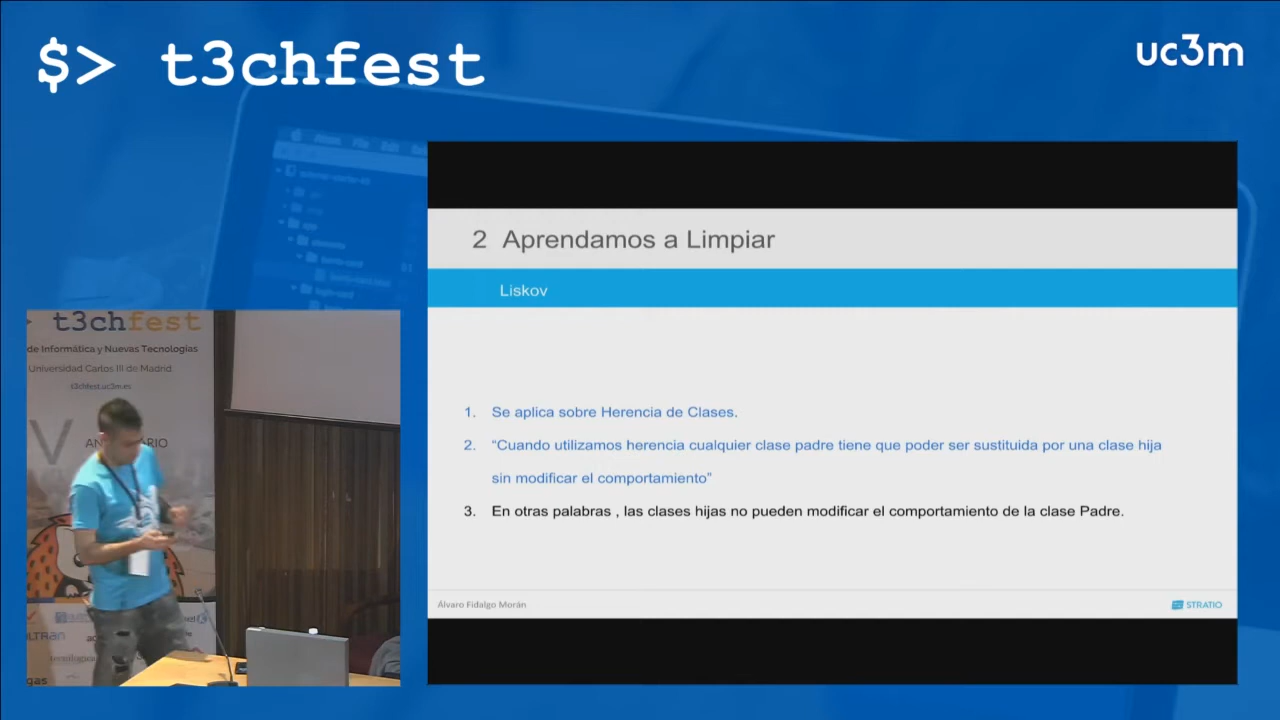 $> t3chfest
uc3m
2 Aprendamos a Limpiar
Liskov
1. Se aplica sobre Herencia de Clases.
2. “Cuando utilizamos herencia cualquier clase padre tiene que poder ser sustituida por una clase hija
sin modificar el comportamiento”
3. En otras palabras , las clases hijas no pueden modificar el comportamiento de la clase Padre.
Álvaro Fidalgo Morán
STRATIO
> t3chfest
de Informática y Nuevas Tecnologías
Universidad Carlos III de Madrid
t3chfest.uc3m.es